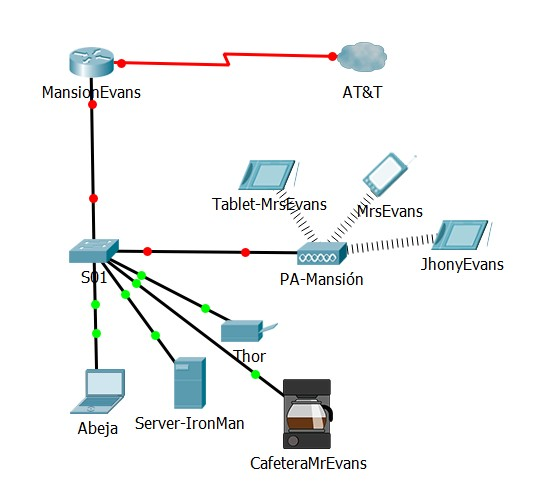 MansionEvans
AT&T
Tablet-MrsEvans
MrsEvans
JhonyEvans
S01
PA-Mansión
Thor
Abeja
Server-IronMan
CafeteraMrEvans